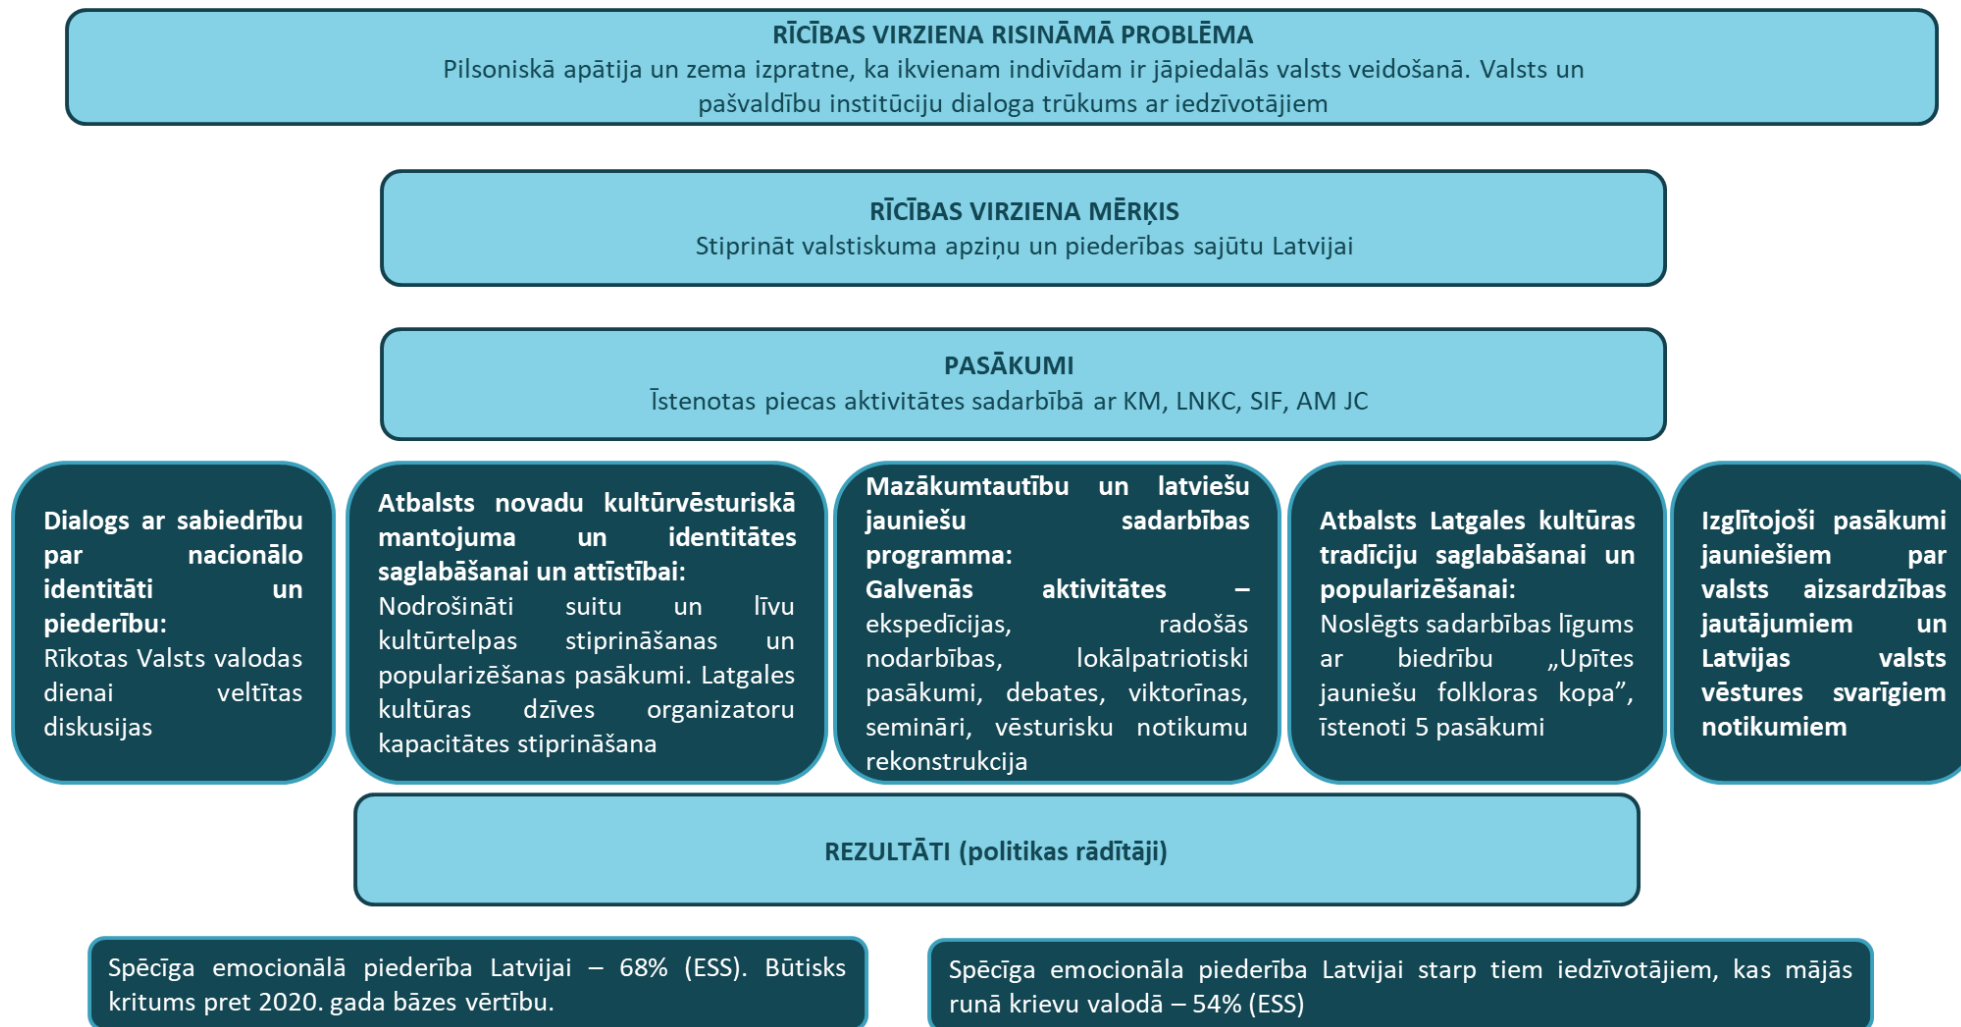 RĪCĪBAS VIRZIENA RISINĀMĀ PROBLĒMA
Pilsoniskā apātija un zema izpratne, ka ikvienam indivīdam ir jāpiedalās valsts veidošanā. Valsts un
pašvaldību institūciju dialoga trūkums ar iedzīvotājiem
RĪCĪBAS VIRZIENA MĒRĶIS
Stiprināt valstiskuma apziņu un piederības sajūtu Latvijai
PASĀKUMI
Īstenotas piecas aktivitātes sadarbībā ar KM, LNKC, SIF, AM JC
Dialogs ar sabiedrību
par nacionālo
identitāti un
piederību:
Rīkotas Valsts valodas
dienai veltītas
diskusijas
Atbalsts novadu kultūrvēsturiskā
mantojuma un identitātes
saglabāšanai un attīstībai:
Nodrošināti suitu un līvu
kultūrtelpas stiprināšanas un
popularizēšanas pasākumi. Latgales
kultūras dzīves organizatoru
kapacitātes stiprināšana
Mazākumtautību un latviešu
jauniešu sadarbības
programma:
Galvenās aktivitātes –
ekspedīcijas, radošās
nodarbības, lokālpatriotiski
pasākumi, debates, viktorīnas,
semināri, vēsturisku notikumu
rekonstrukcija
Atbalsts Latgales kultūras
tradīciju saglabāšanai un
popularizēšanai:
Noslēgts sadarbības līgums
ar biedrību „Upītes
jauniešu folkloras kopa”,
īstenoti 5 pasākumi
Izglītojoši pasākumi
jauniešiem par
valsts aizsardzības
jautājumiem un
Latvijas valsts
vēstures svarīgiem
notikumiem
REZULTĀTI (politikas rādītāji)
Spēcīga emocionālā piederība Latvijai – 68% (ESS). Būtisks
kritums pret 2020. gada bāzes vērtību.
Spēcīga emocionāla piederība Latvijai starp tiem iedzīvotājiem, kas mājās
runā krievu valodā – 54% (ESS)